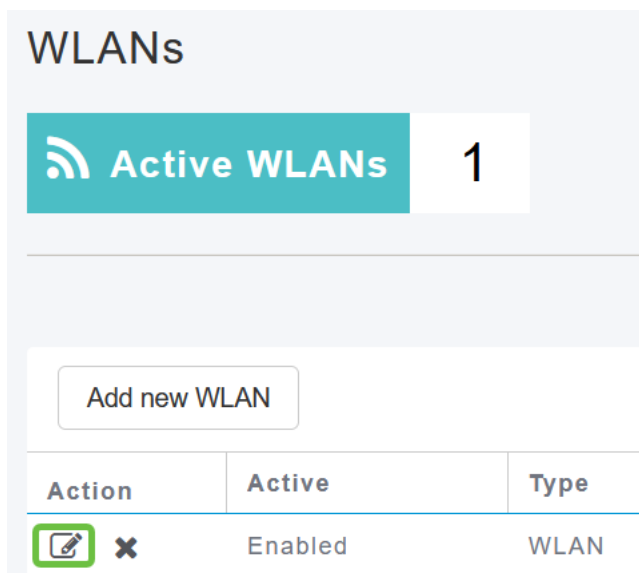 WLANs
Active WLANs 1
Add new WLAN
Action Active Type
Enabled WLAN